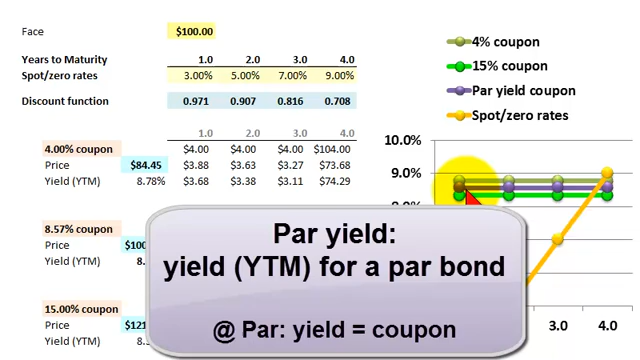 Face $100.00
Years to Maturity 1.0 2.0 3.0 4.0
Spot/zero rates 3.00% 5.00% 7.00% 9.00%
Discount function 0.971 0.907 0.816 0.708
1.0 2.0 3.0 4.0
4.00% coupon $4.00 $4.00 $4.00 $104.00
Price $84.45 $3.88 $3.63 $3.27 $73.68
Yield (YTM) 8.78% $3.68 $3.38 $3.11 $74.29
8.57% coupon
Price $100
Yield (YTM) 8.
15.00% coupon
Price $121
Yield (YTM)
4% coupon
15% coupon
Par yield coupon
Spot/zero rates
10.0%
9.0%
8.0%
3.0 4.0
Par yield:
yield (YTM) for a par bond
@ Par: yield = coupon